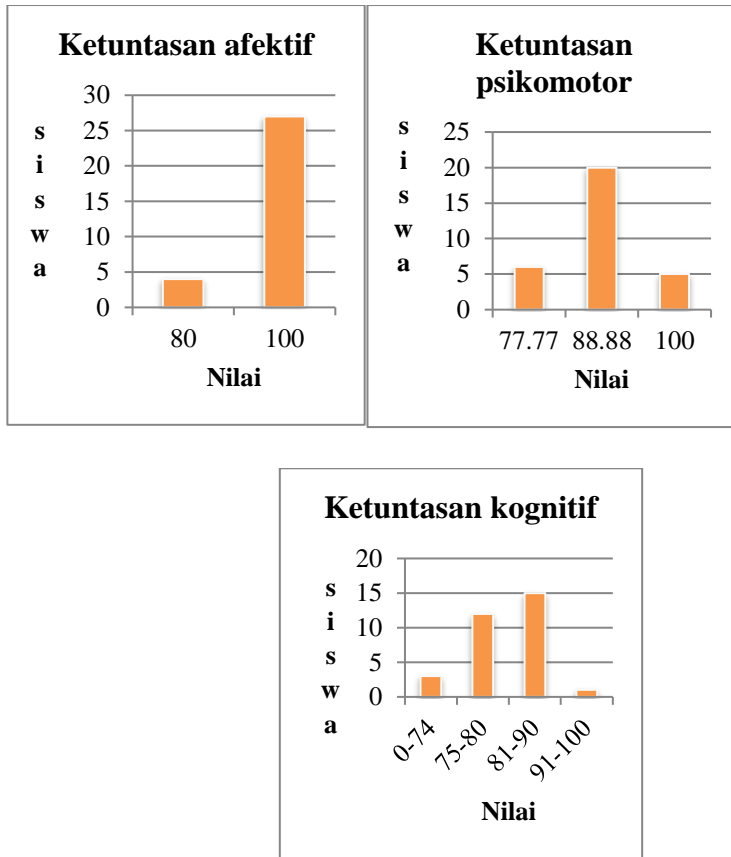 Ketuntasan afektif
30
25
20
15
10
5
0
s
i
s
w
a
80 100
Nilai
Ketuntasan
psikomotor
25
20
15
10
5
0
s
i
s
w
a
77.77 88.88 100
Nilai
Ketuntasan kognitif
20
15
10
5
0
s
i
s
w
a
0-74 75-80 81-90 91-100
Nilai